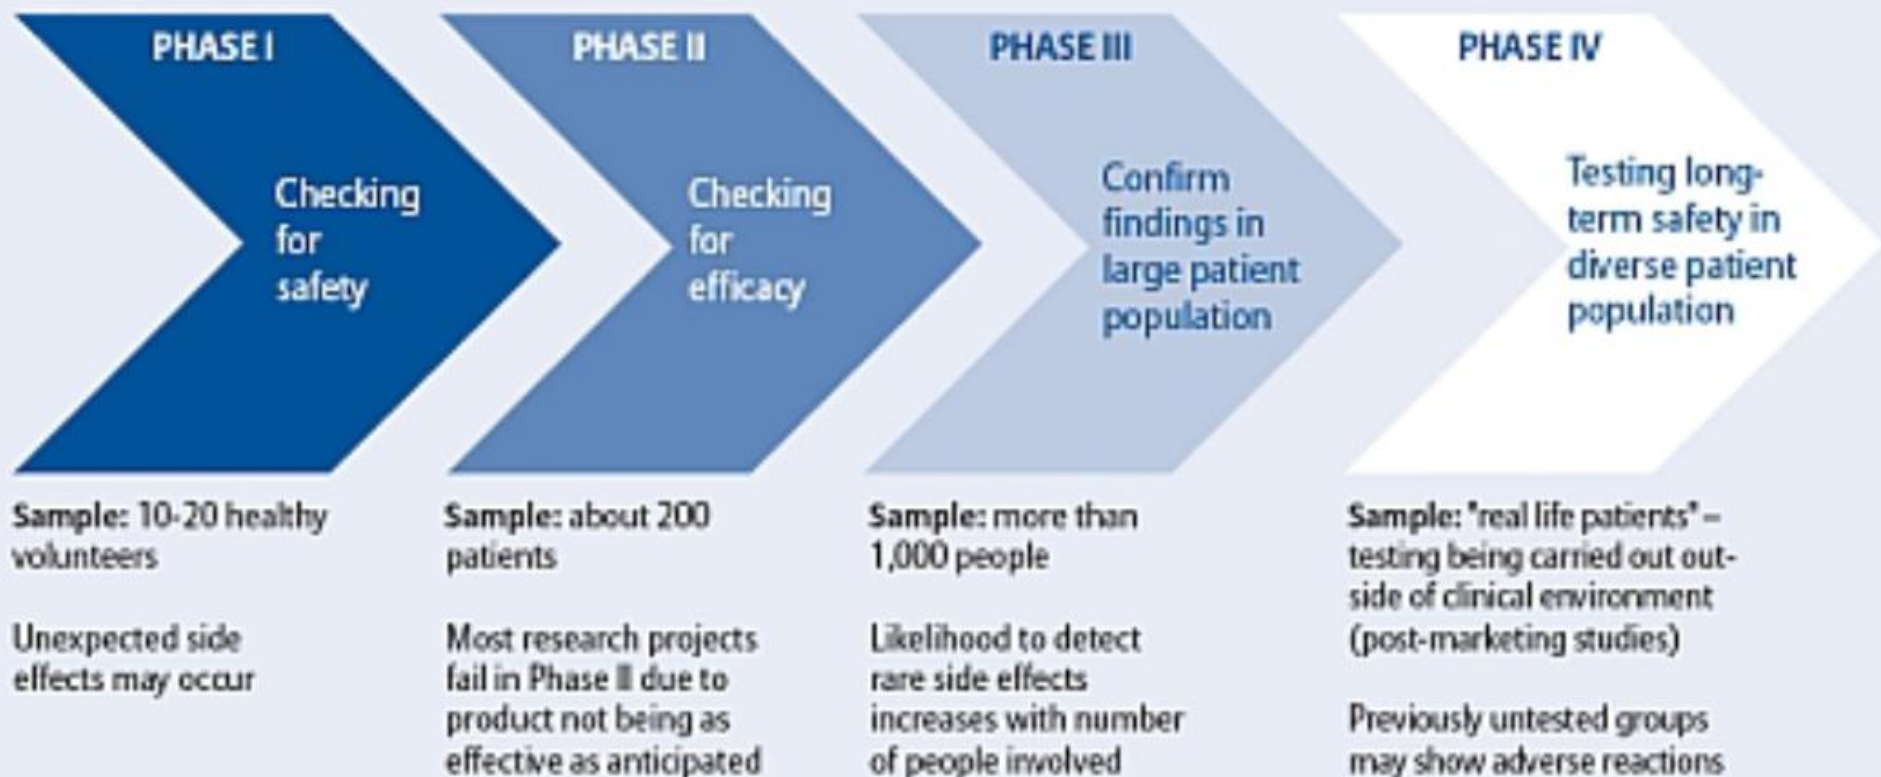 PHASE I
Checking
for
safety
Sample: 10-20 healthy
volunteers
Unexpected side
effects may occur
PHASE II
Checking
for
efficacy
Sample: about 200
patients
Most research projects
fail in Phase II due to
product not being as
effective as anticipated
PHASE III
Confirm
findings in
large patient
population
Sample: more than
1,000 people
Likelihood to detect
rare side effects
increases with number
of people involved
PHASE IV
Testing long-
term safety in
diverse patient
population
Sample: "real life patients" –
testing being carried out out-
side of clinical environment
(post-marketing studies)
Previously untested groups
may show adverse reactions